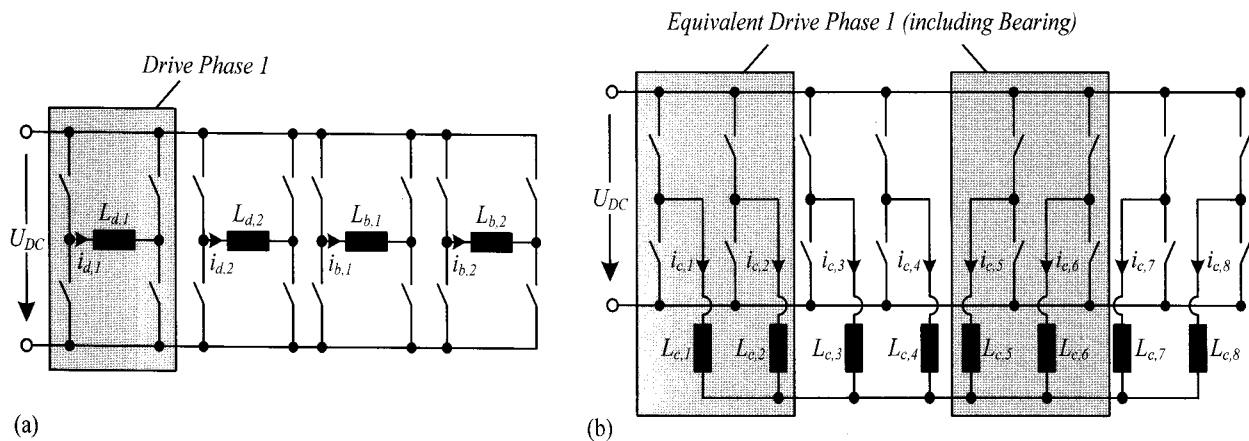 Drive Phase 1
U_DC
L_d,1
i_d,1
L_d,2
i_d,2
L_b,1
i_b,1
L_b,2
i_b,2
(a)
Equivalent Drive Phase 1 (including Bearing)
U_DC
i_c,1
i_c,2
i_c,3
i_c,4
i_c,5
i_c,6
i_c,7
i_c,8
L_c,1
L_c,2
L_c,3
L_c,4
L_c,5
L_c,6
L_c,7
L_c,8
(b)